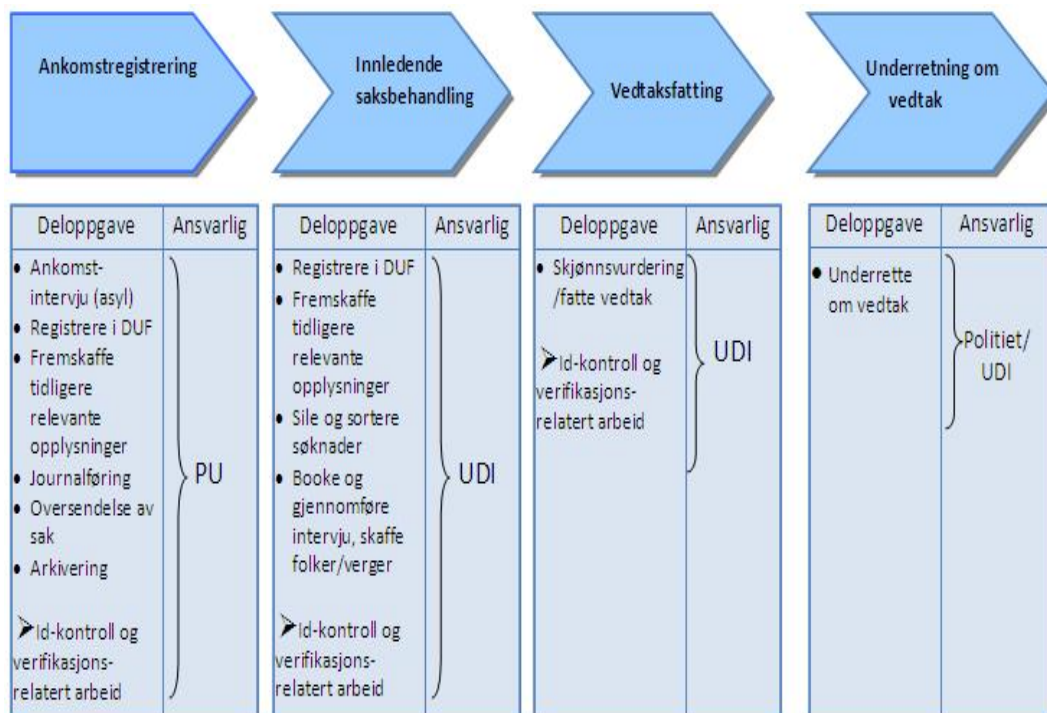 Ankomstregistrering
Innledende
saksbehandling
Vedtaksfatting
Underretning om
vedtak
Deloppgave
Ansvarlig
• Ankomst-
intervju (asyl)
• Registrere i DUF
• Fremskaffe
tidligere
relevante
opplysninger
• Journalføring
• Oversendelse av
sak
• Arkivering
➢Id-kontroll og
verifikasjons-
relatert arbeid
PU
Deloppgave
Ansvarlig
• Registrere i DUF
• Fremskaffe
tidligere
relevante
opplysninger
• Sile og sortere
søknader
• Booke og
gjennomføre
intervju, skaffe
folker/verger
➢Id-kontroll og
verifikasjons-
relatert arbeid
UDI
Deloppgave
Ansvarlig
• Skjønnsvurdering
/fatte vedtak
➢Id-kontroll og
verifikasjons-
relatert arbeid
UDI
Deloppgave
Ansvarlig
• Underrette
om vedtak
Politiet/
UDI